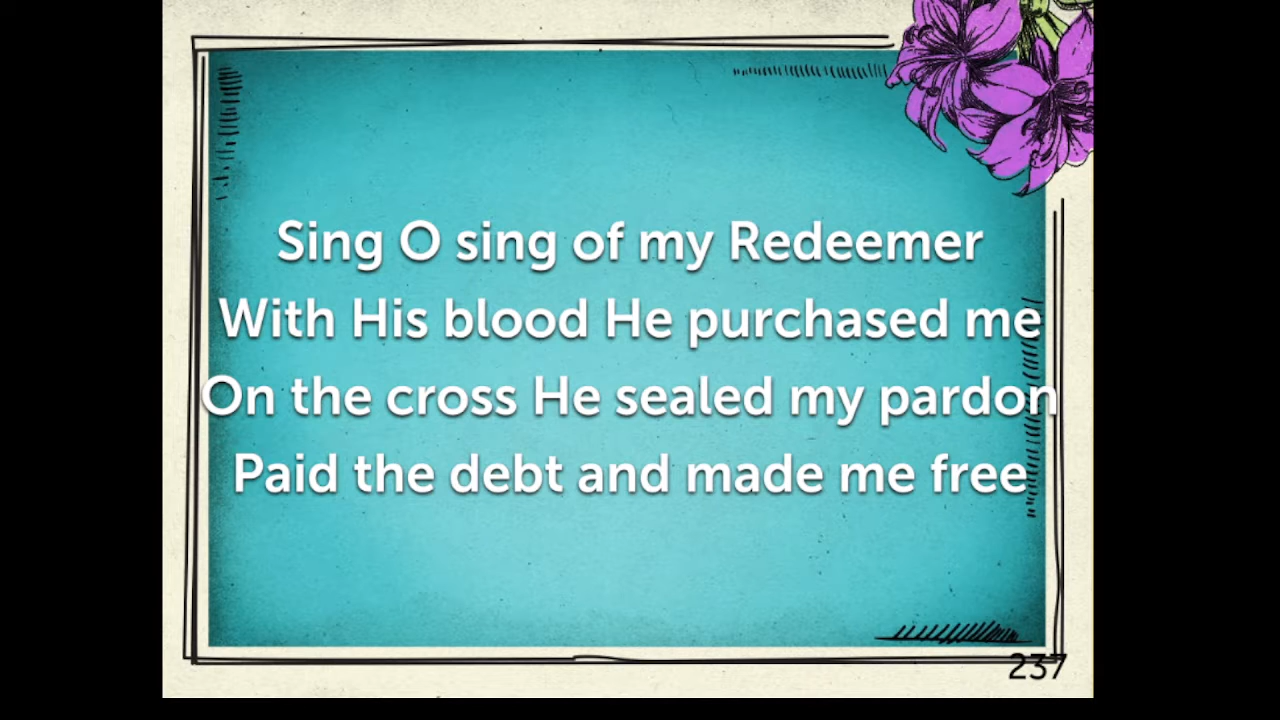 Sing O sing of my Redeemer
With His blood He purchased me
On the cross He sealed my pardon
Paid the debt and made me free
237